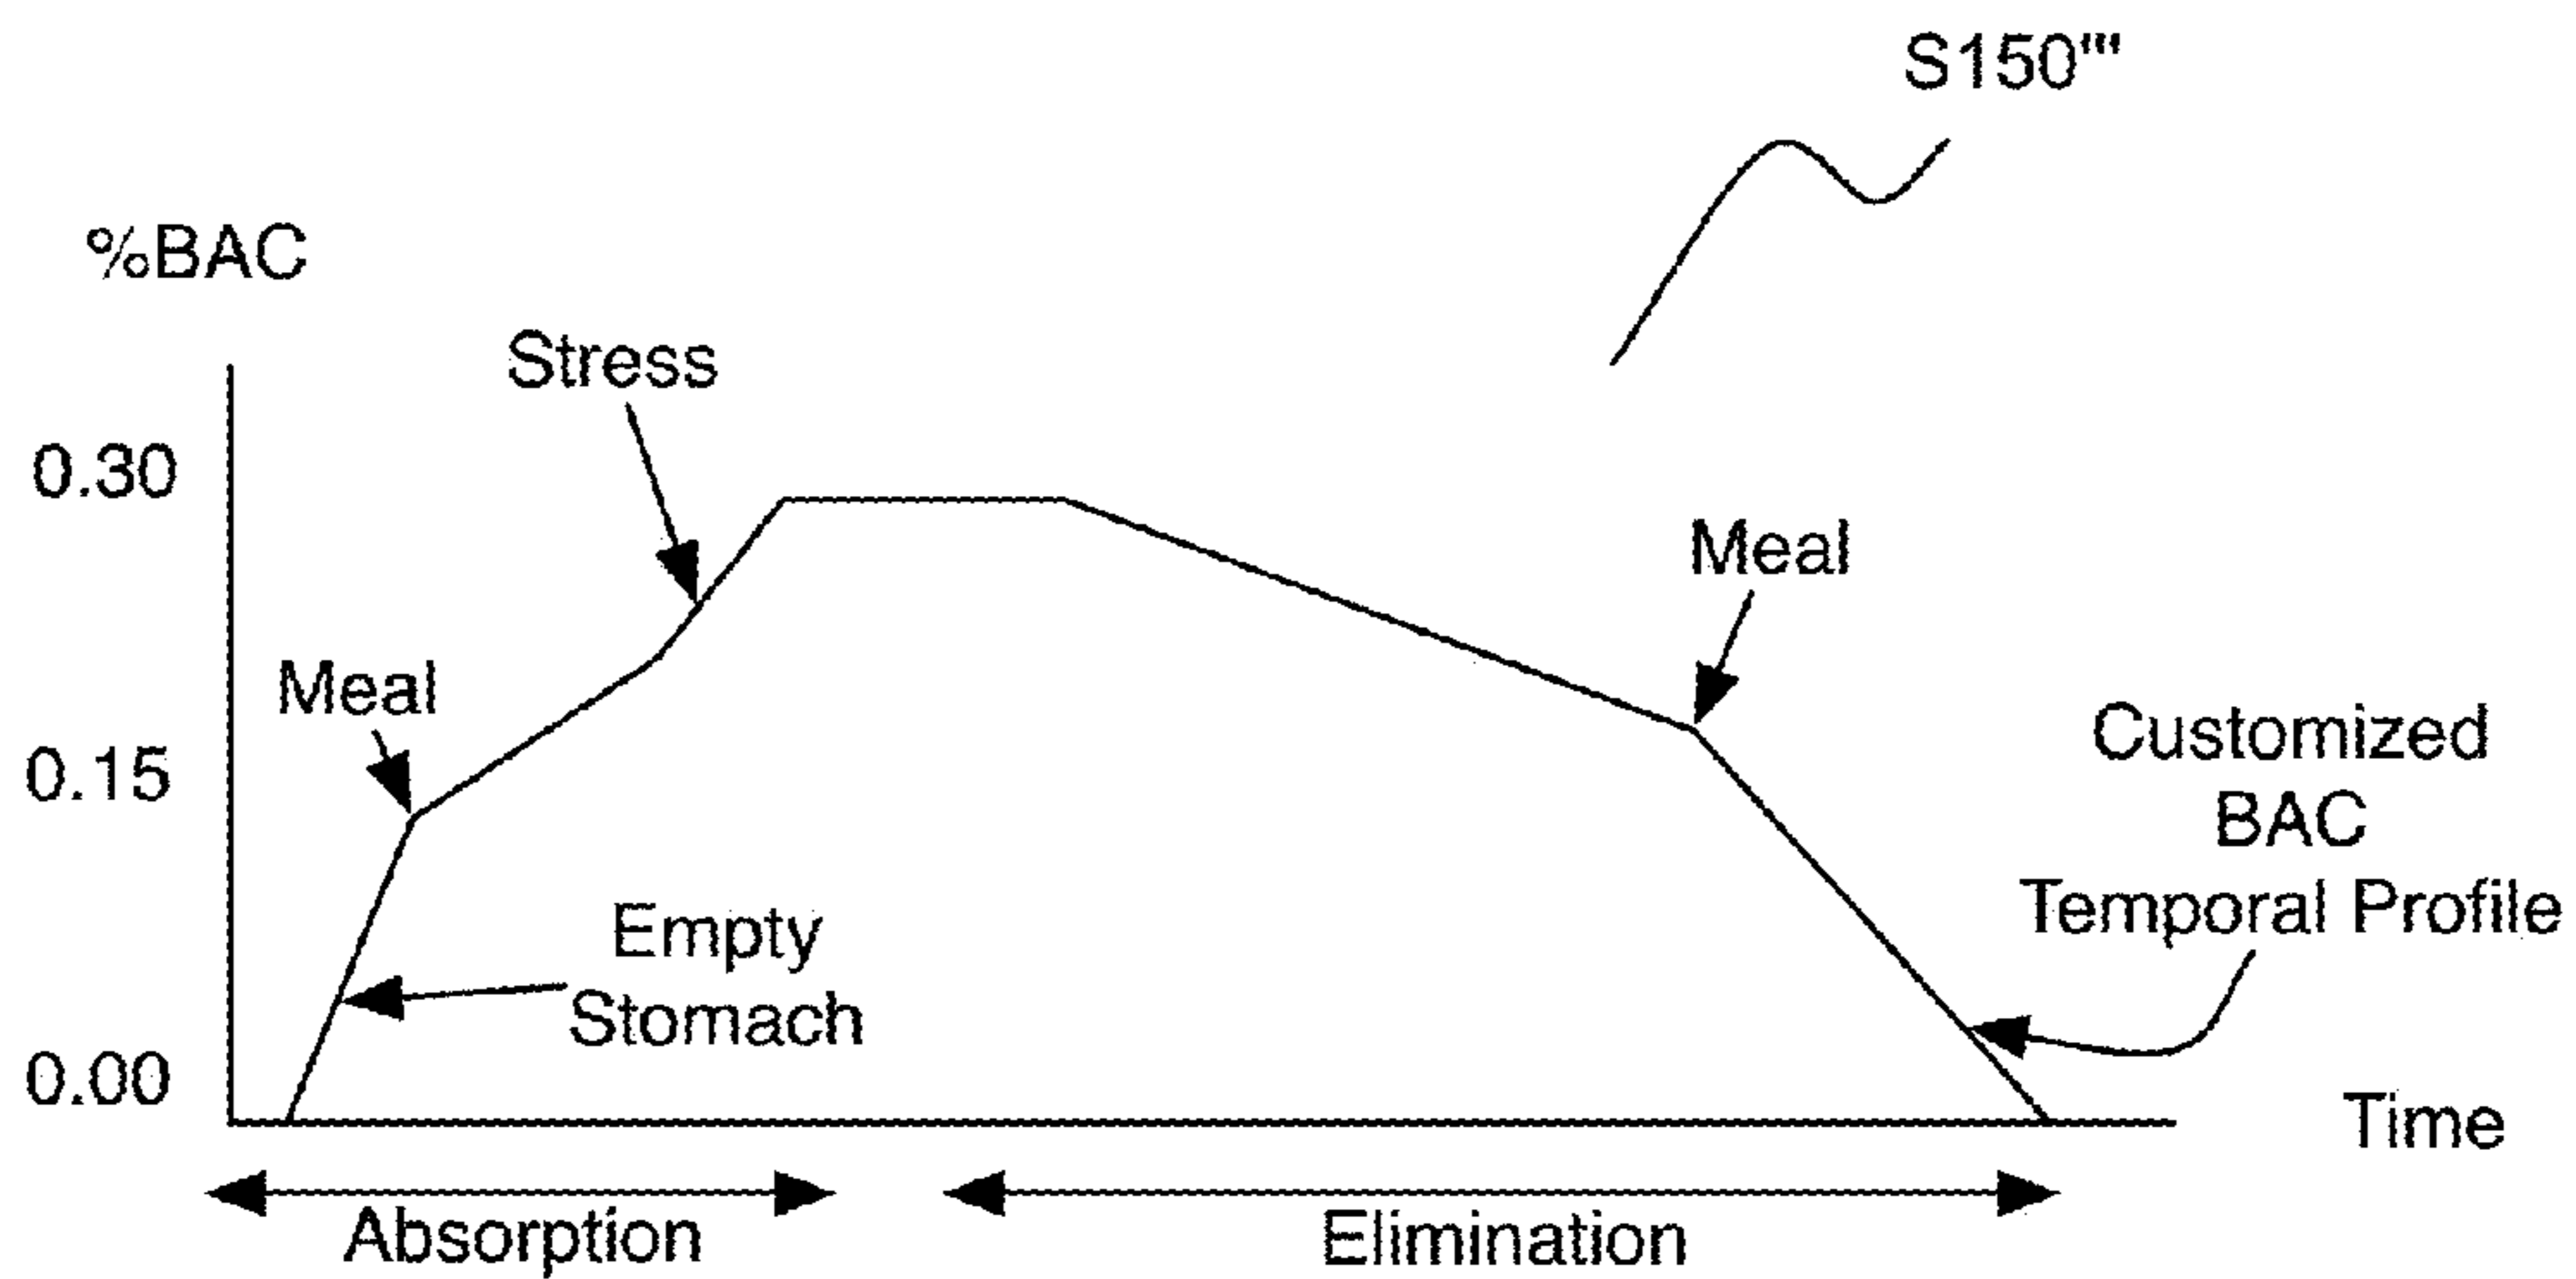 S150'''
%BAC
Stress
0.30
Meal
Meal
0.15
Customized
BAC
Temporal Profile
Empty
Stomach
0.00
Time
Absorption
Elimination